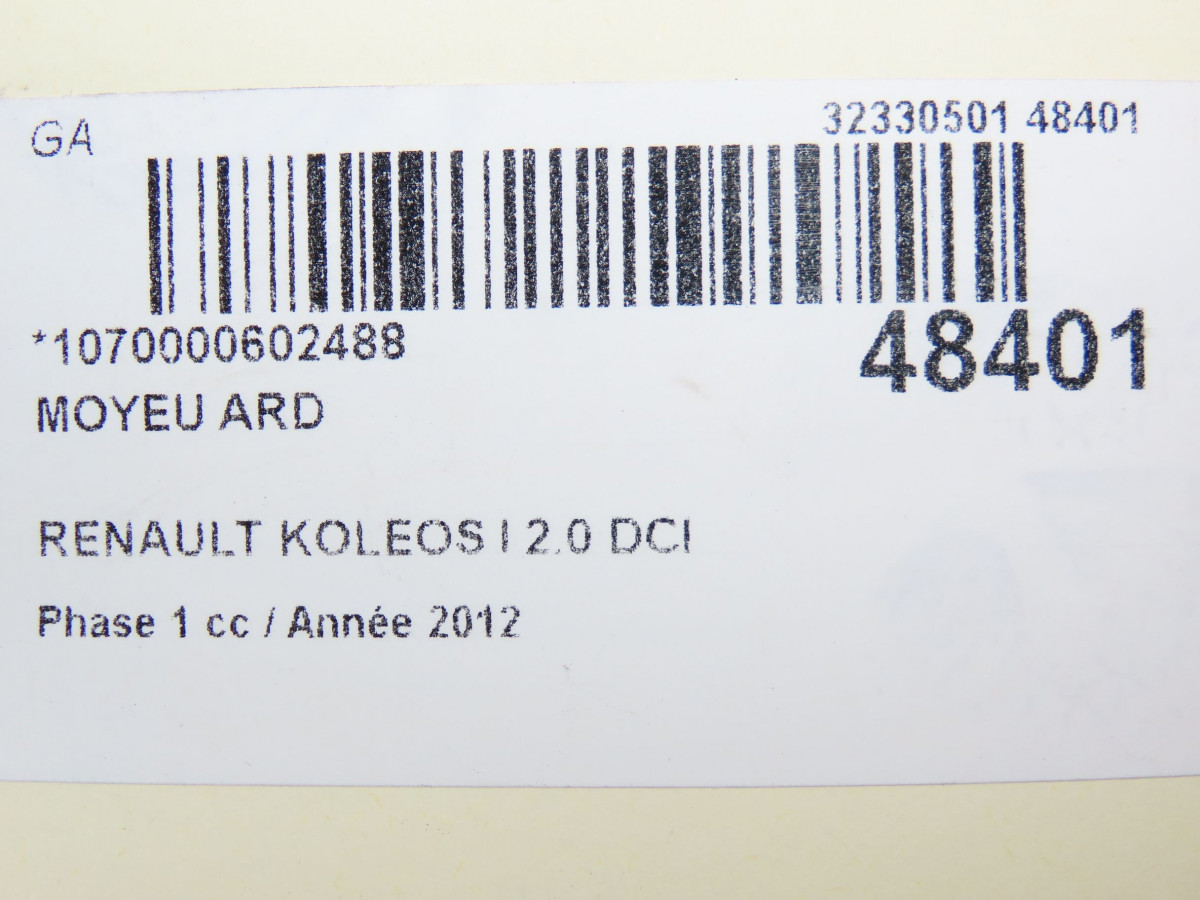 GA
32330501 48401
*1070000602488
48401
MOYEU ARD
RENAULT KOLEOS I 2.0 DCI
Phase 1 cc / Année 2012